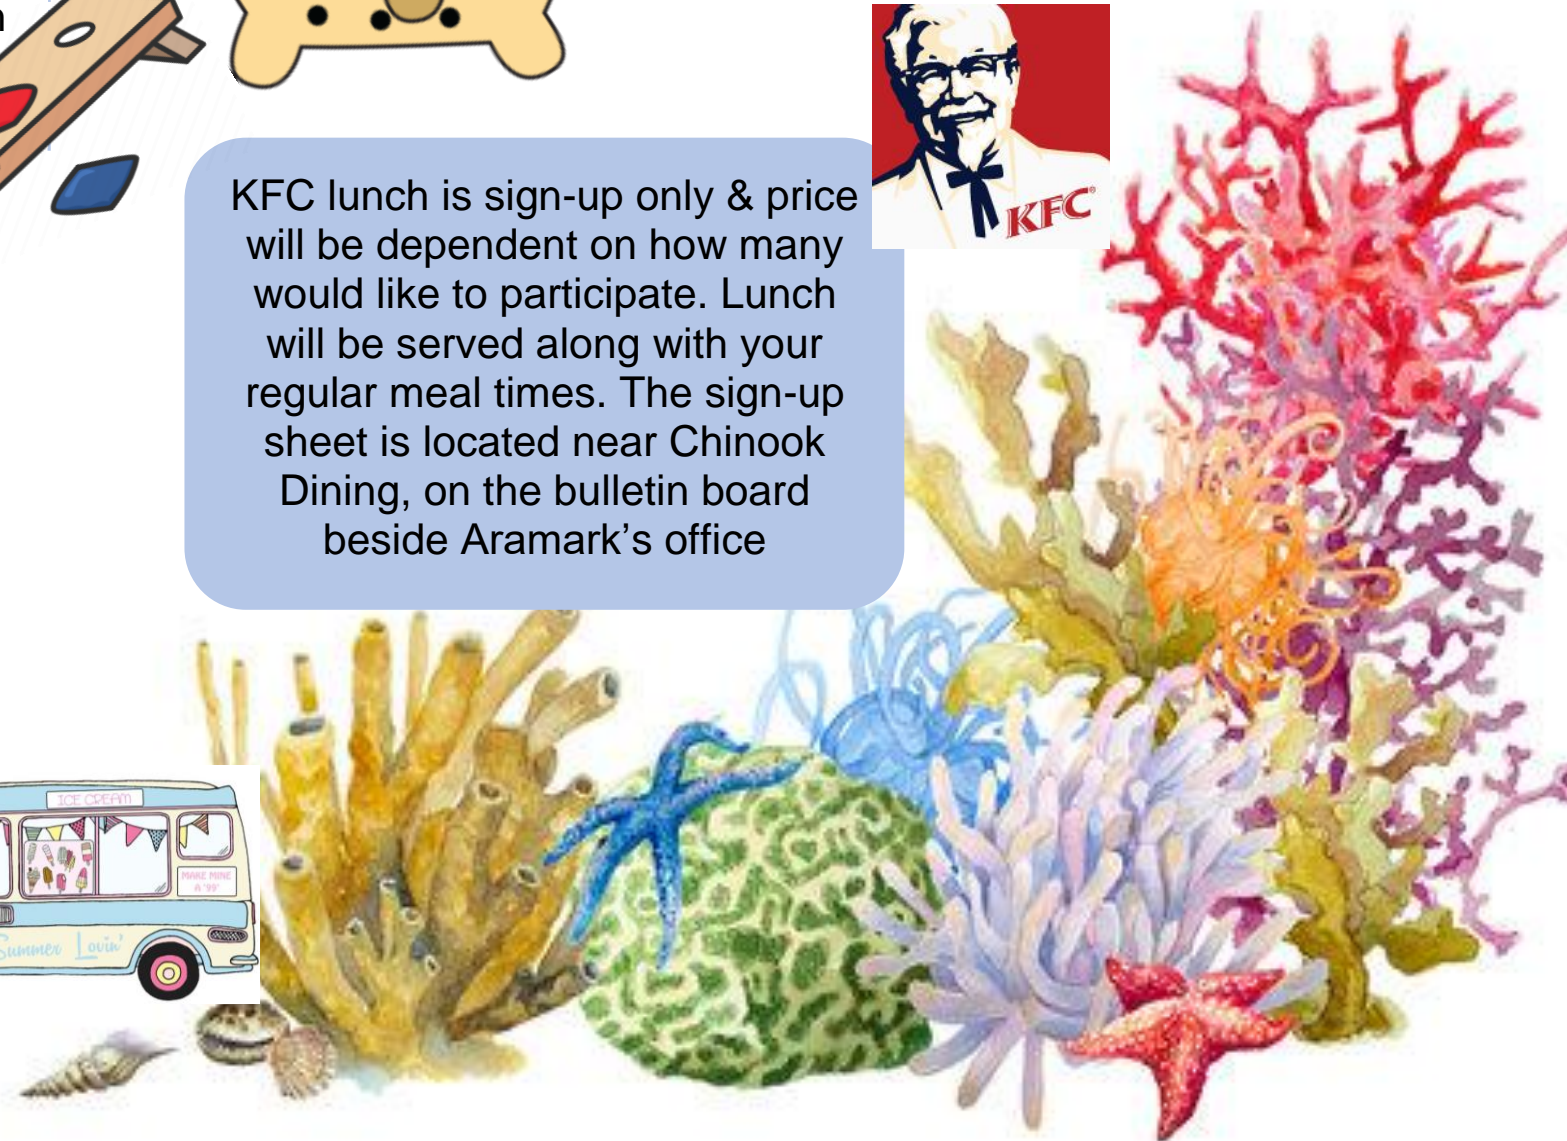 KFC lunch is sign-up only & price
will be dependent on how many
would like to participate. Lunch
will be served along with your
regular meal times. The sign-up
sheet is located near Chinook
Dining, on the bulletin board
beside Aramark’s office
KFC
ICE CREAM
MAKE MINE
A '99'
Summer Lovin'